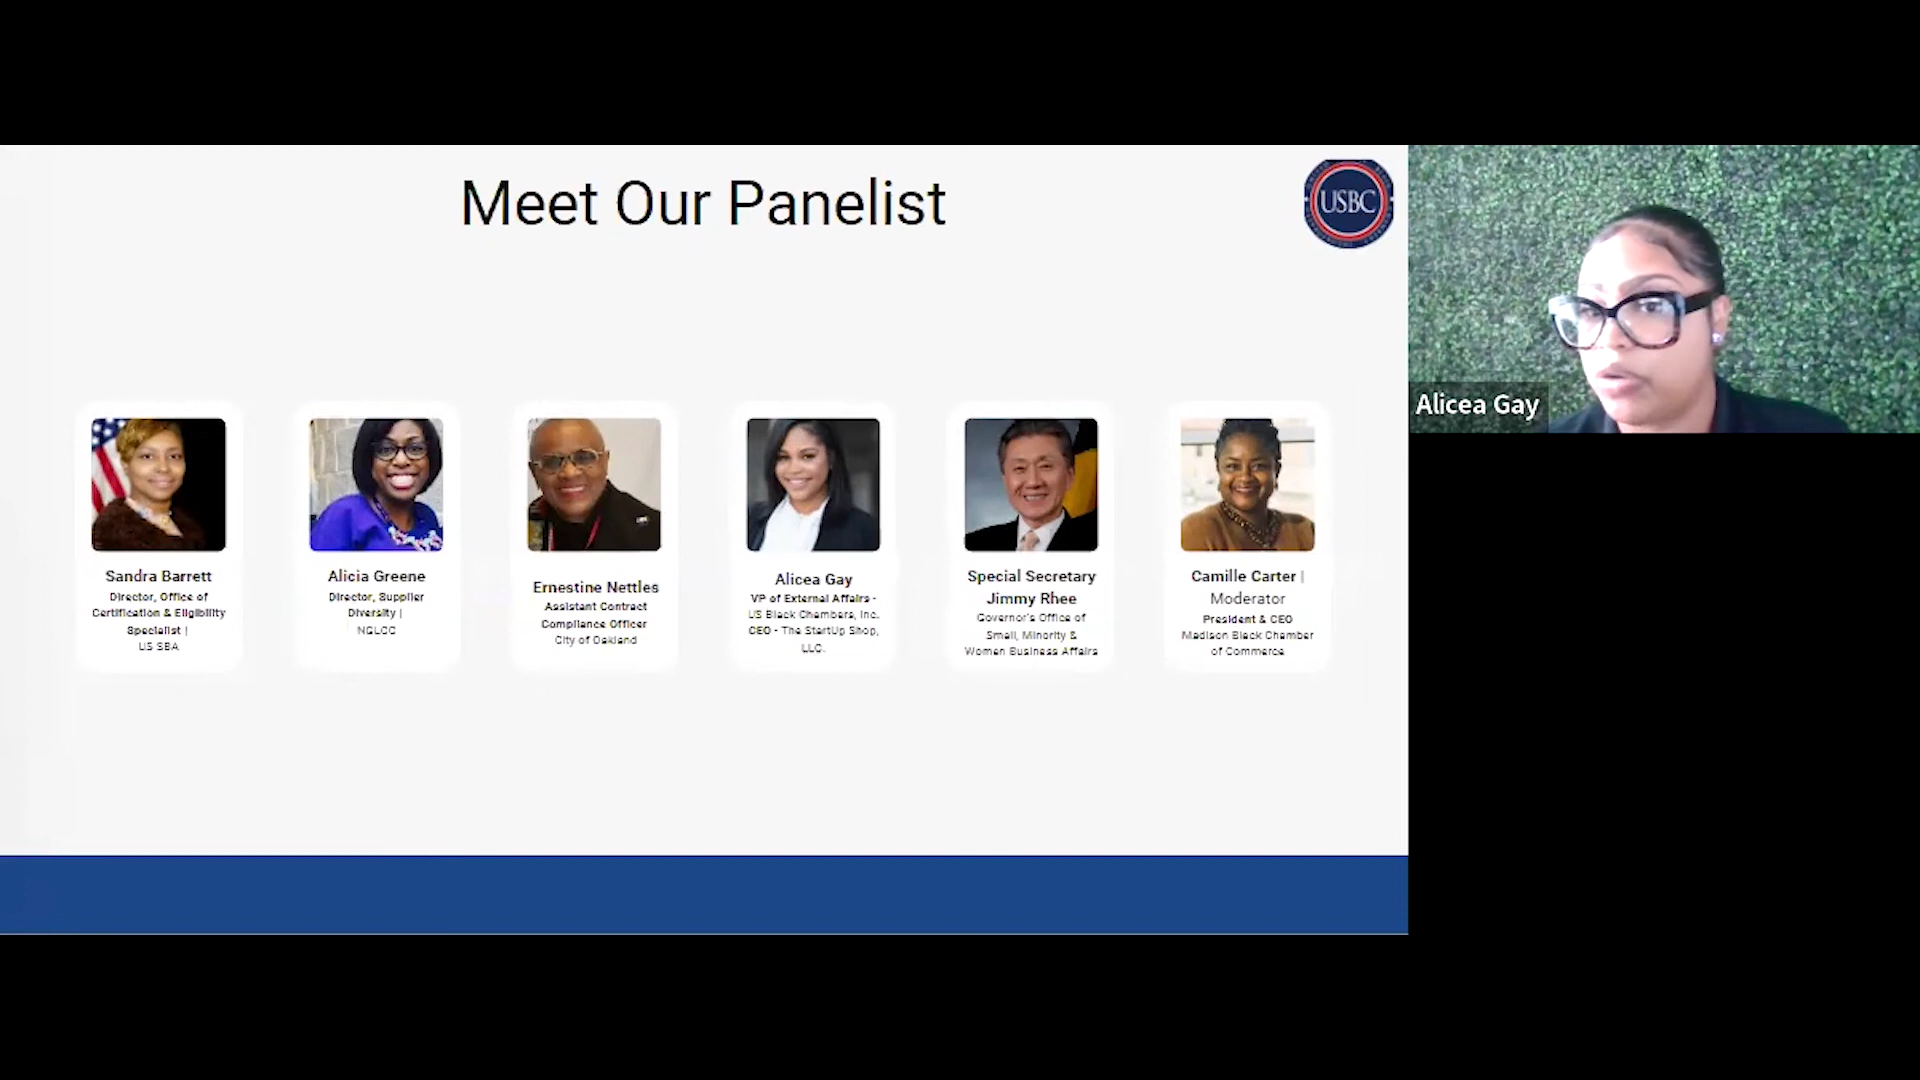 Meet Our Panelist
USBC
Sandra Barrett
Director, Office of
Certification & Eligibility
Specialist |
US SBA
Alicia Greene
Director, Supplier
Diversity |
NGLCC
Ernestine Nettles
Assistant Contract
Compliance Officer
City of Oakland
Alicea Gay
VP of External Affairs -
US Black Chambers, Inc.
CEO - The StartUp Shop,
LLC.
Special Secretary
Jimmy Rhee
Governor's Office of
Small, Minority &
Women Business Affairs
Camille Carter |
Moderator
President & CEO
Madison Black Chamber
of Commerce
Alicea Gay